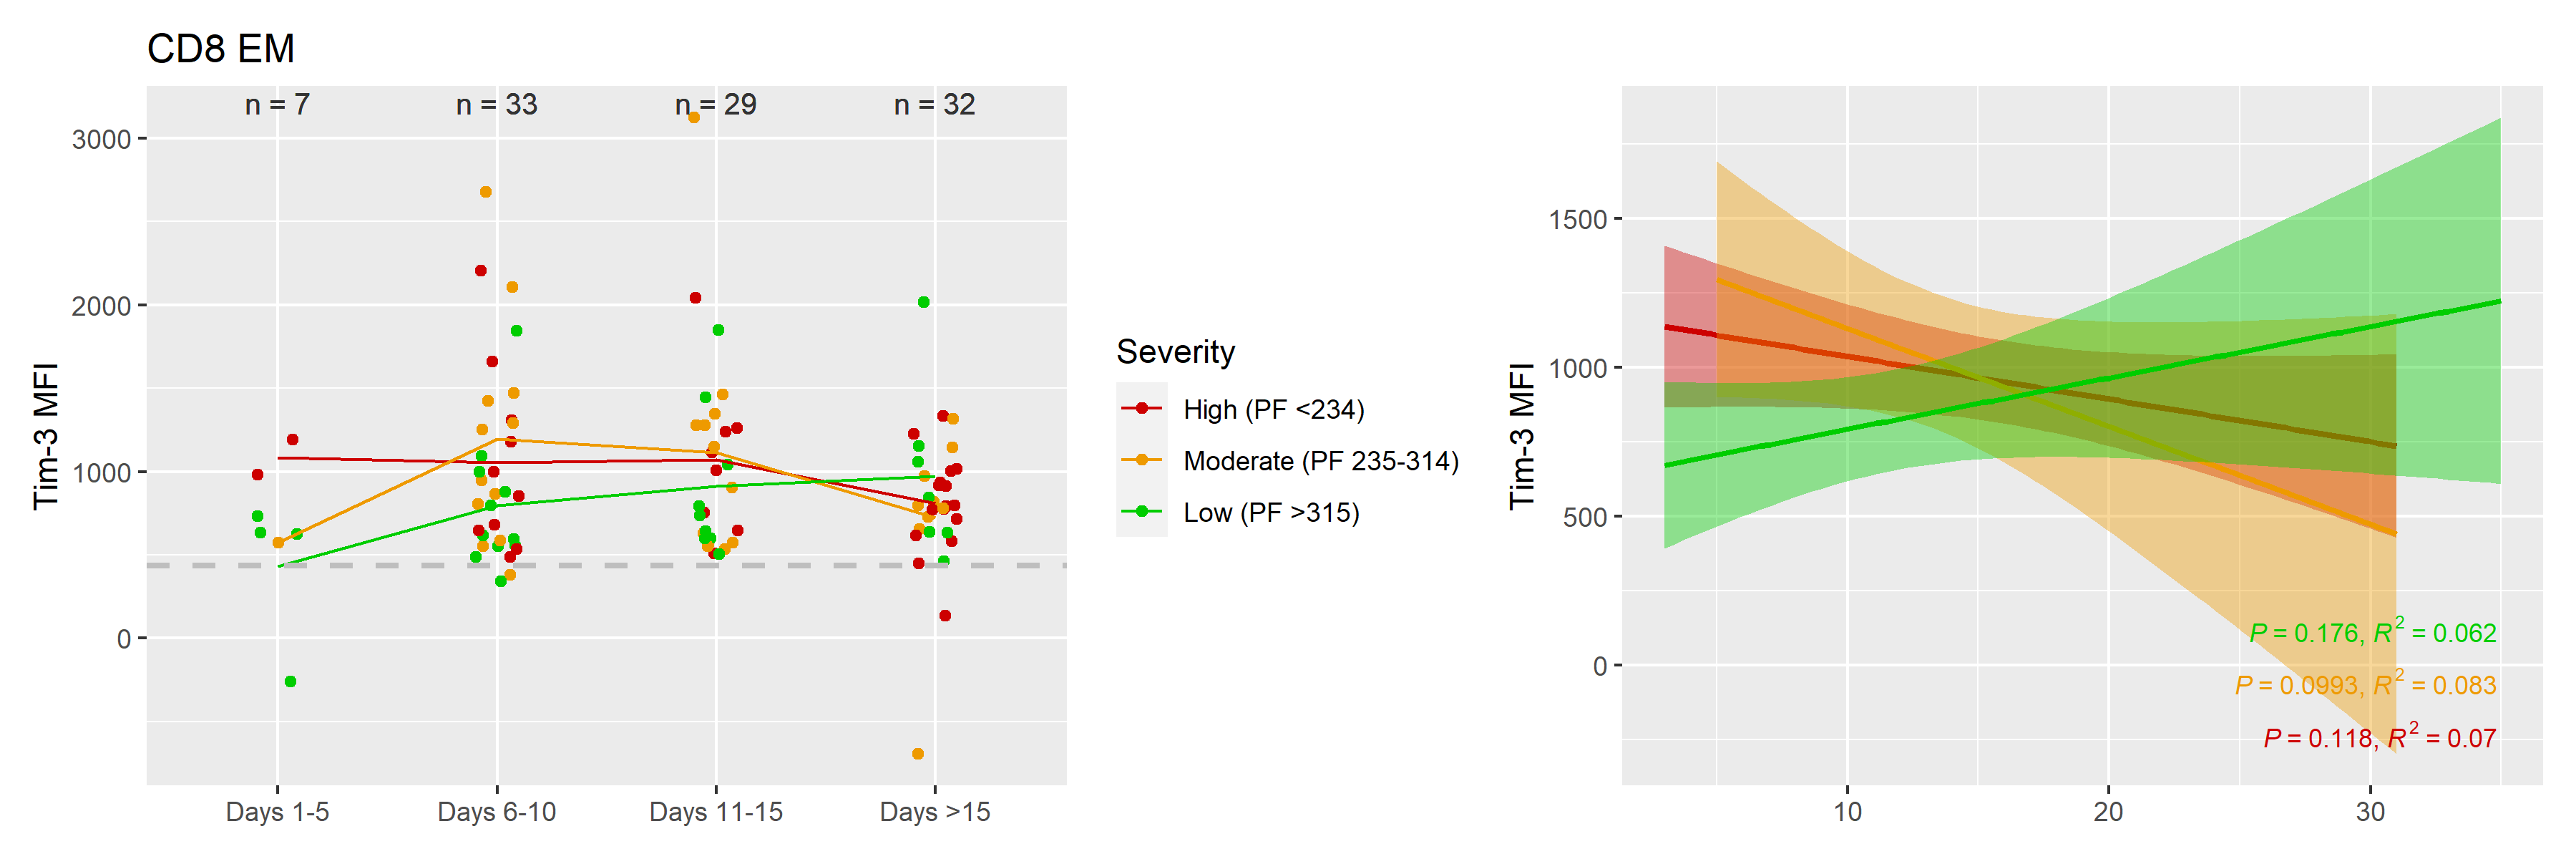 CD8 EM
n = 7
n = 33
n = 29
n = 32
3000
2000
1000
0
Tim-3 MFI
Days 1-5
Days 6-10
Days 11-15
Days >15
Severity
High (PF <234)
Moderate (PF 235-314)
Low (PF >315)
Tim-3 MFI
1500
1000
500
0
P = 0.176, R² = 0.062
P = 0.0993, R² = 0.083
P = 0.118, R² = 0.07
10
20
30